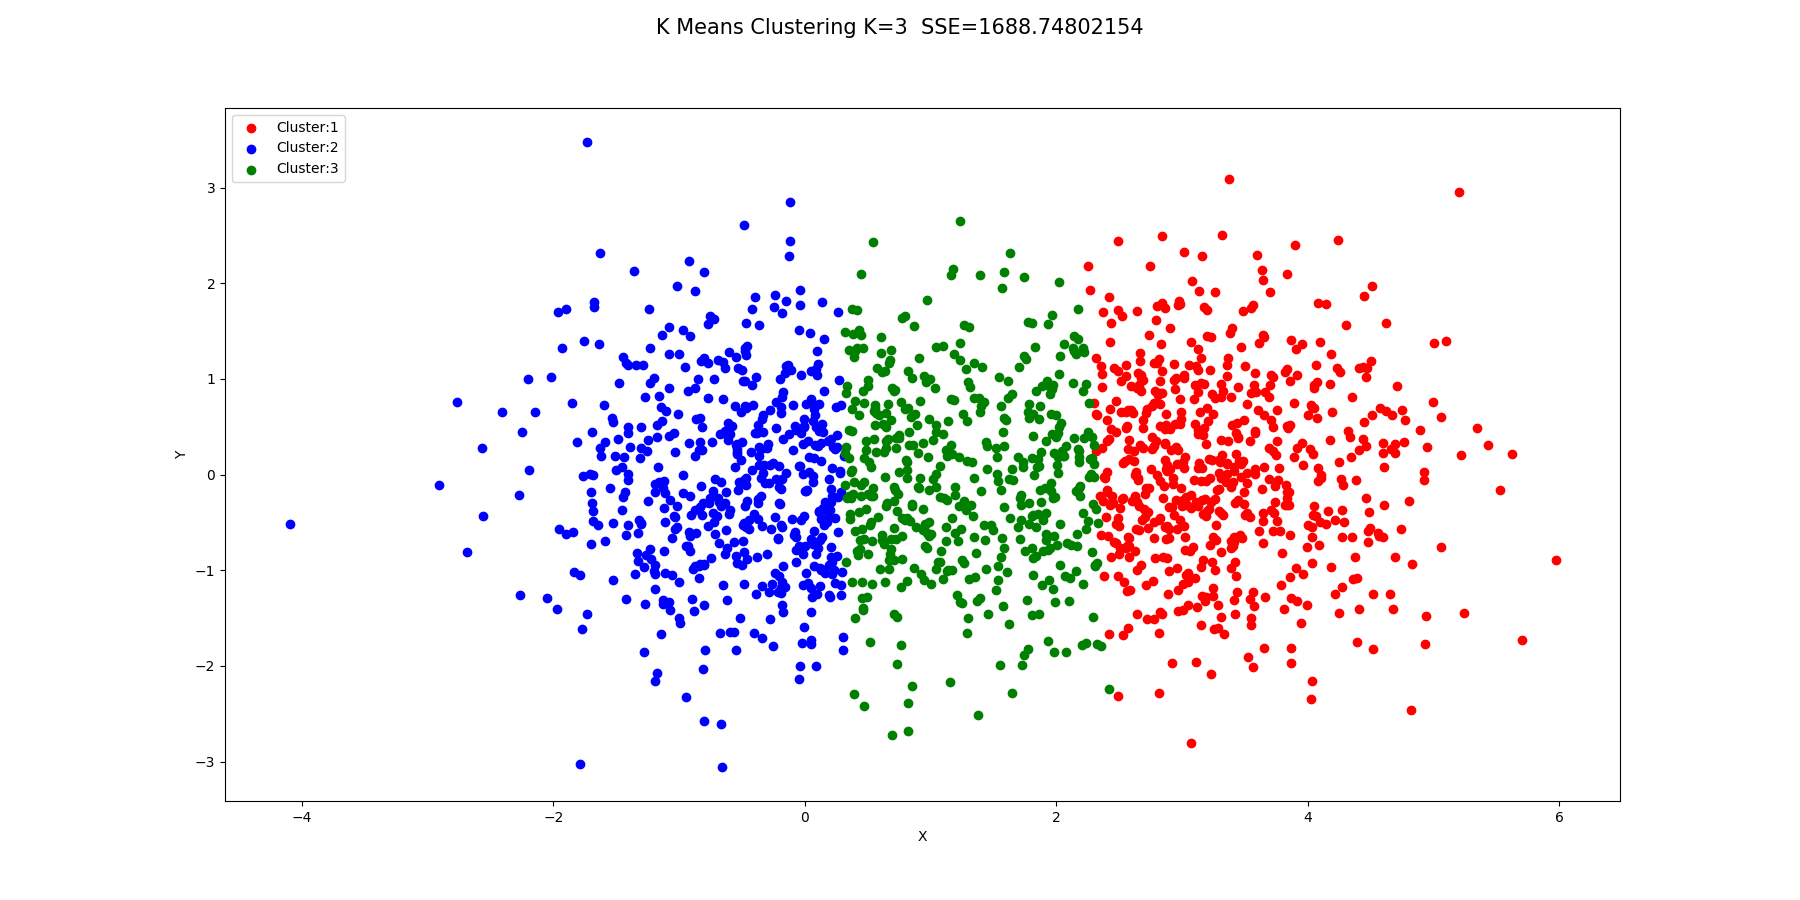 K Means Clustering K=3  SSE=1688.74802154
Cluster:1
Cluster:2
Cluster:3
3
2
1
0
−1
−2
−3
Y
−4 −2 0 2 4 6
X